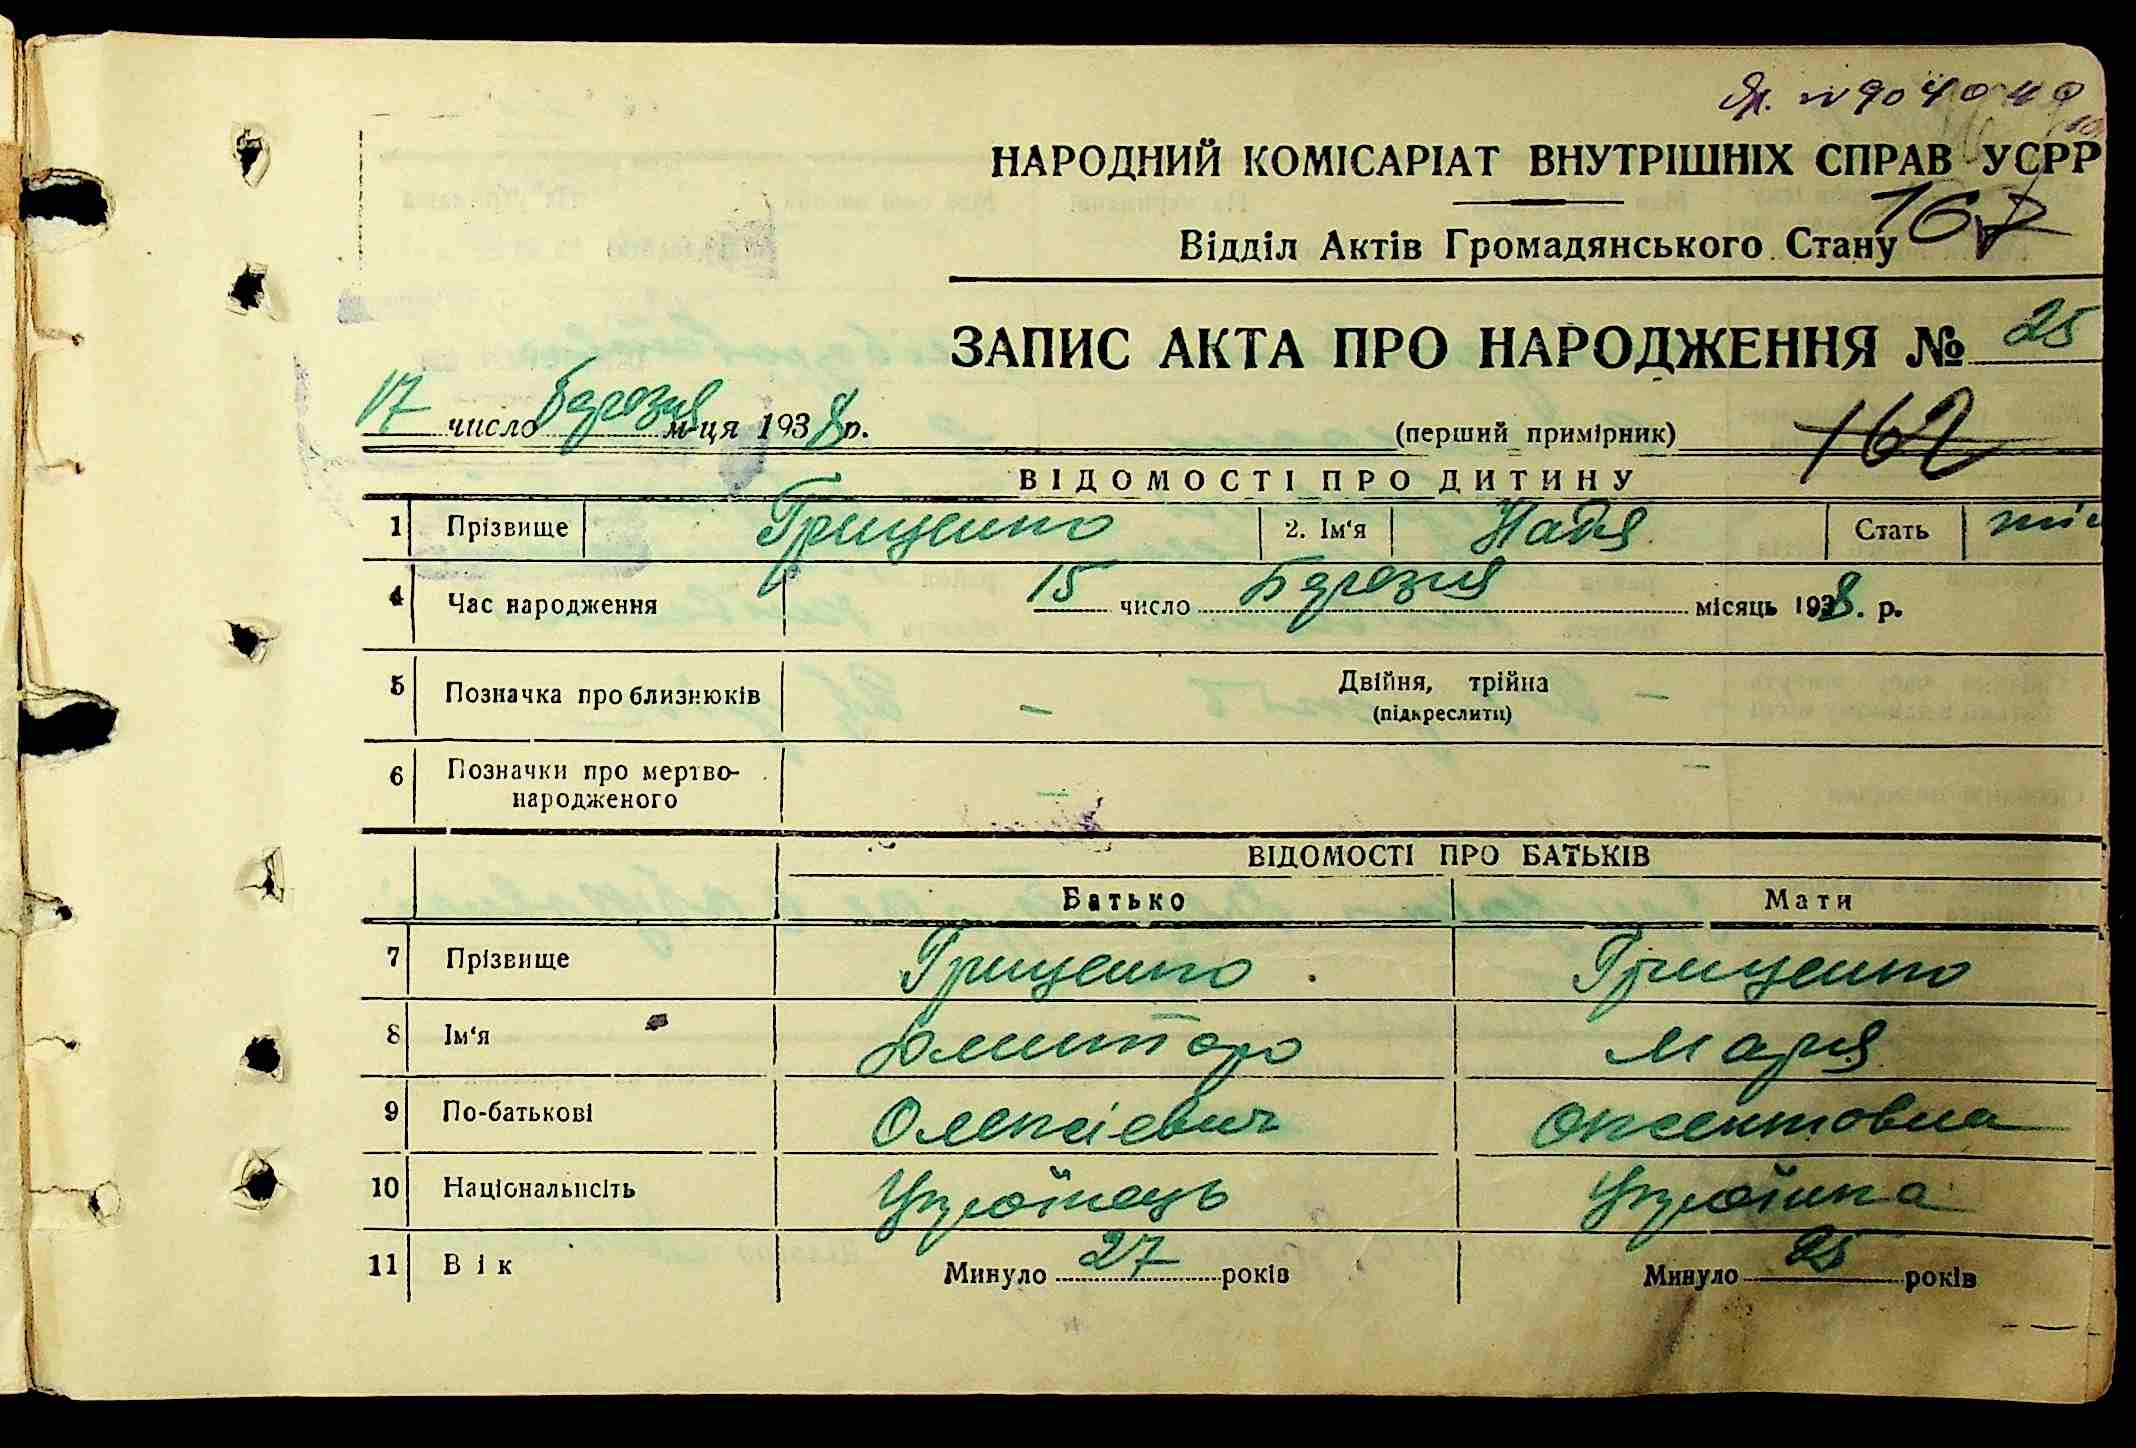 НАРОДНИЙ КОМІСАРІАТ ВНУТРІШНІХ СПРАВ УСРР
167
Відділ Актів Громадянського Стану
ЗАПИС АКТА ПРО НАРОДЖЕННЯ № 25
17 число Березня м-ця 1938 р. (перший примірник) 162
ВІДОМОСТІ ПРО ДИТИНУ
1 Прізвище Грищенко 2. Ім'я Надя Стать
4 Час народження 15 число Березня місяць 1938. р.
5 Позначка про близнюків – Двійня, трійна –
(підкреслити)
6 Позначки про мертво-
народженого – –
ВІДОМОСТІ ПРО БАТЬКІВ
Батько Мати
7 Прізвище Грищенко Грищенко
8 Ім'я Дмитро Марія
9 По-батькові Олексієвич Оксентовна
10 Національнсіть Українець Українка
11 Вік Минуло 27 років Минуло 25 років